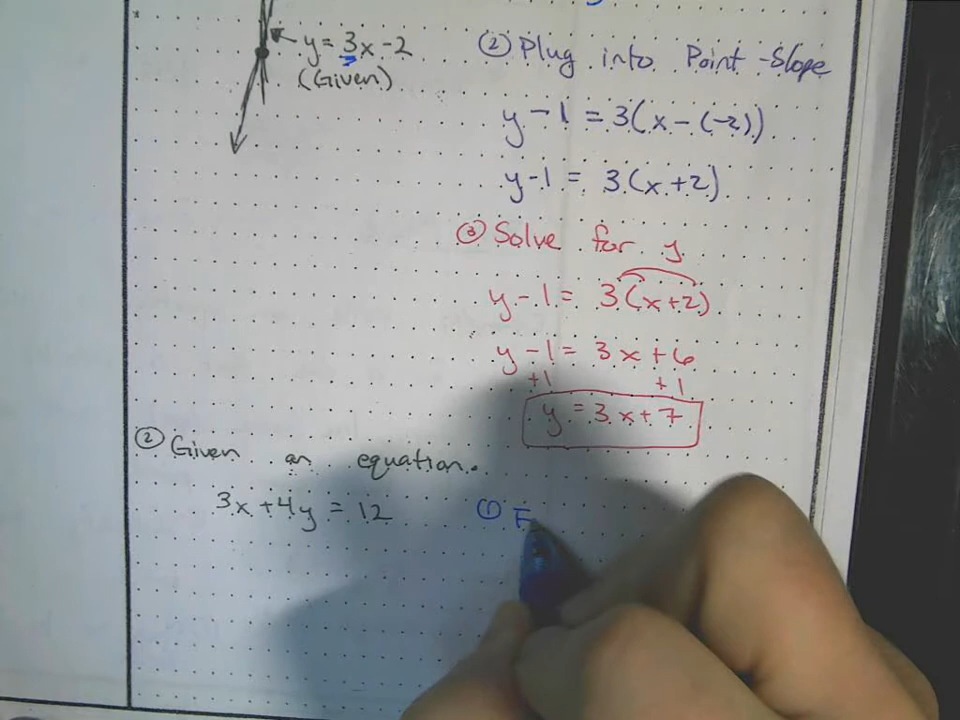 y = 3x - 2
(Given)
② Plug into Point-Slope
y - 1 = 3(x - (-2))
y - 1 = 3(x + 2)
③ Solve for y
y - 1 = 3(x + 2)
y - 1 = 3x + 6
+1 +1
y = 3x + 7
② Given an equation.
3x + 4y = 12
① F